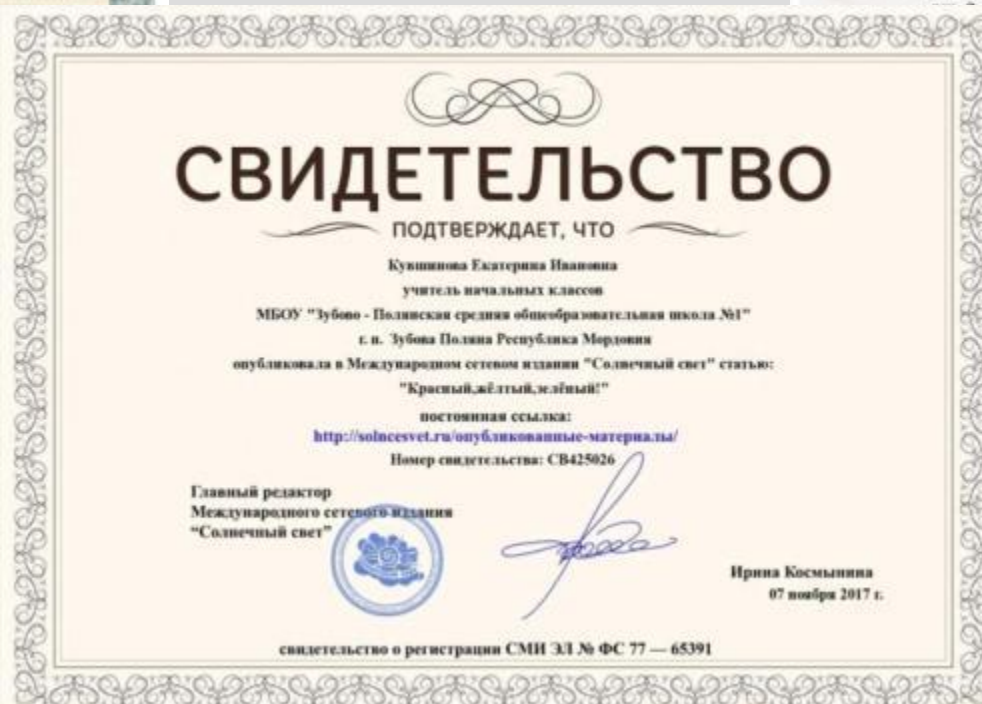 СВИДЕТЕЛЬСТВО
ПОДТВЕРЖДАЕТ, ЧТО
Кувшинова Екатерина Ивановна
учитель начальных классов
МБОУ "Зубово - Полянская средняя общеобразовательная школа №1"
г. п. Зубова Поляна Республика Мордовия
опубликовала в Международном сетевом издании "Солнечный свет" статью:
"Красный,жёлтый,зелёный!"
постоянная ссылка:
http://solncesvet.ru/опубликованные-материалы/
Номер свидетельства: СВ425026
Главный редактор
Международного сетевого издания
“Солнечный свет”
Ирина Космынина
07 ноября 2017 г.
свидетельство о регистрации СМИ ЭЛ № ФС 77 — 65391